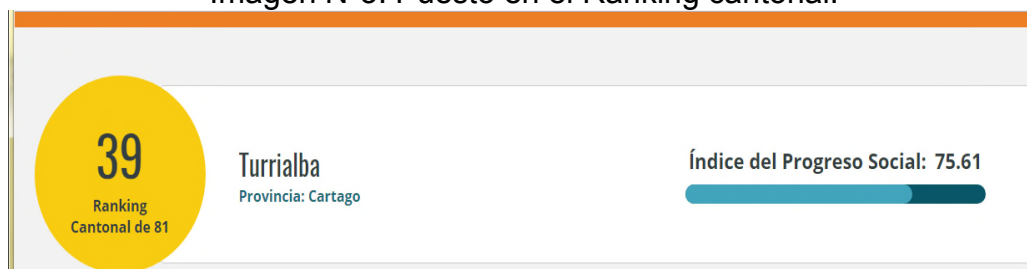 39
Ranking
Cantonal de 81
Turrialba
Provincia: Cartago
Índice del Progreso Social: 75.61